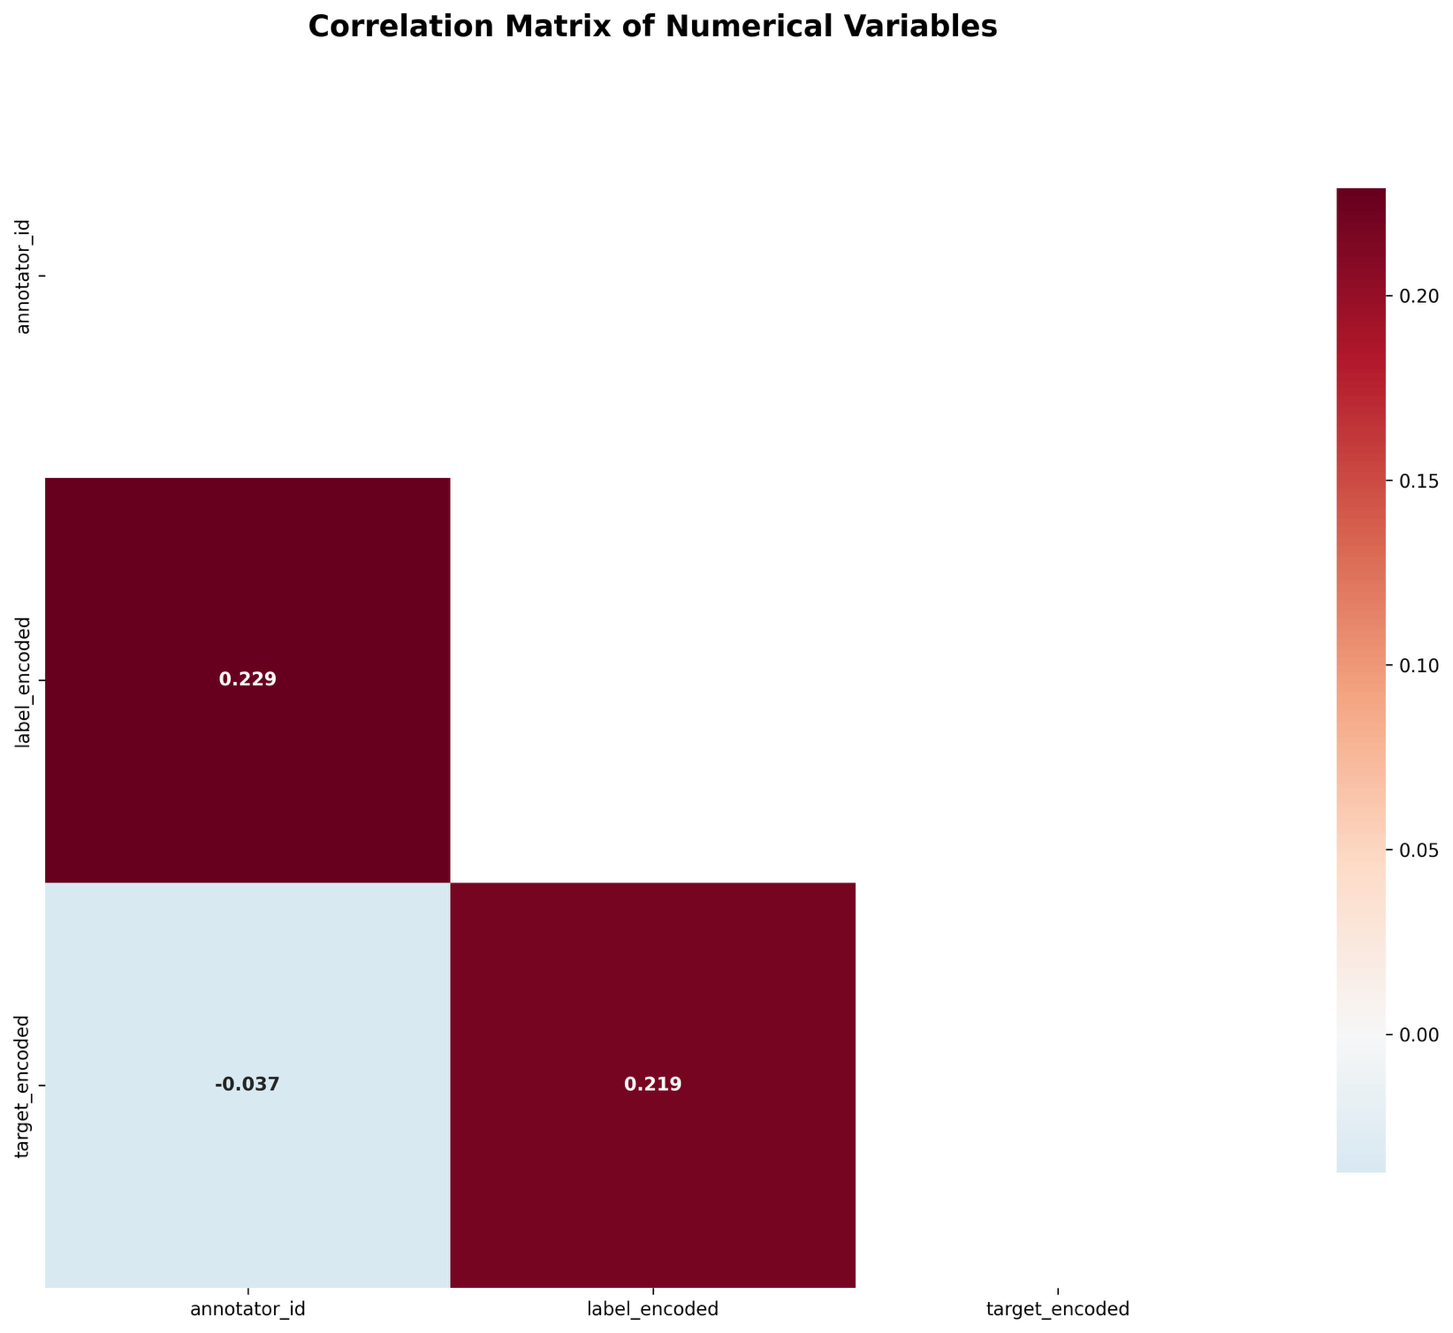 Correlation Matrix of Numerical Variables
annotator_id
label_encoded
target_encoded
0.229
-0.037
0.219
annotator_id
label_encoded
target_encoded
0.20
0.15
0.10
0.05
0.00